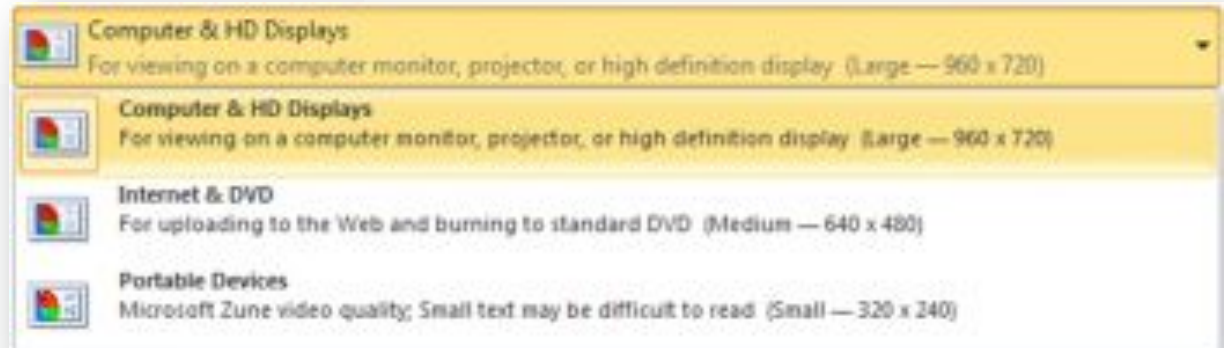 Computer & HD Displays
For viewing on a computer monitor, projector, or high definition display (Large — 960 x 720)
Computer & HD Displays
For viewing on a computer monitor, projector, or high definition display (Large — 960 x 720)
Internet & DVD
For uploading to the Web and burning to standard DVD (Medium — 640 x 480)
Portable Devices
Microsoft Zune video quality; Small text may be difficult to read (Small — 320 x 240)